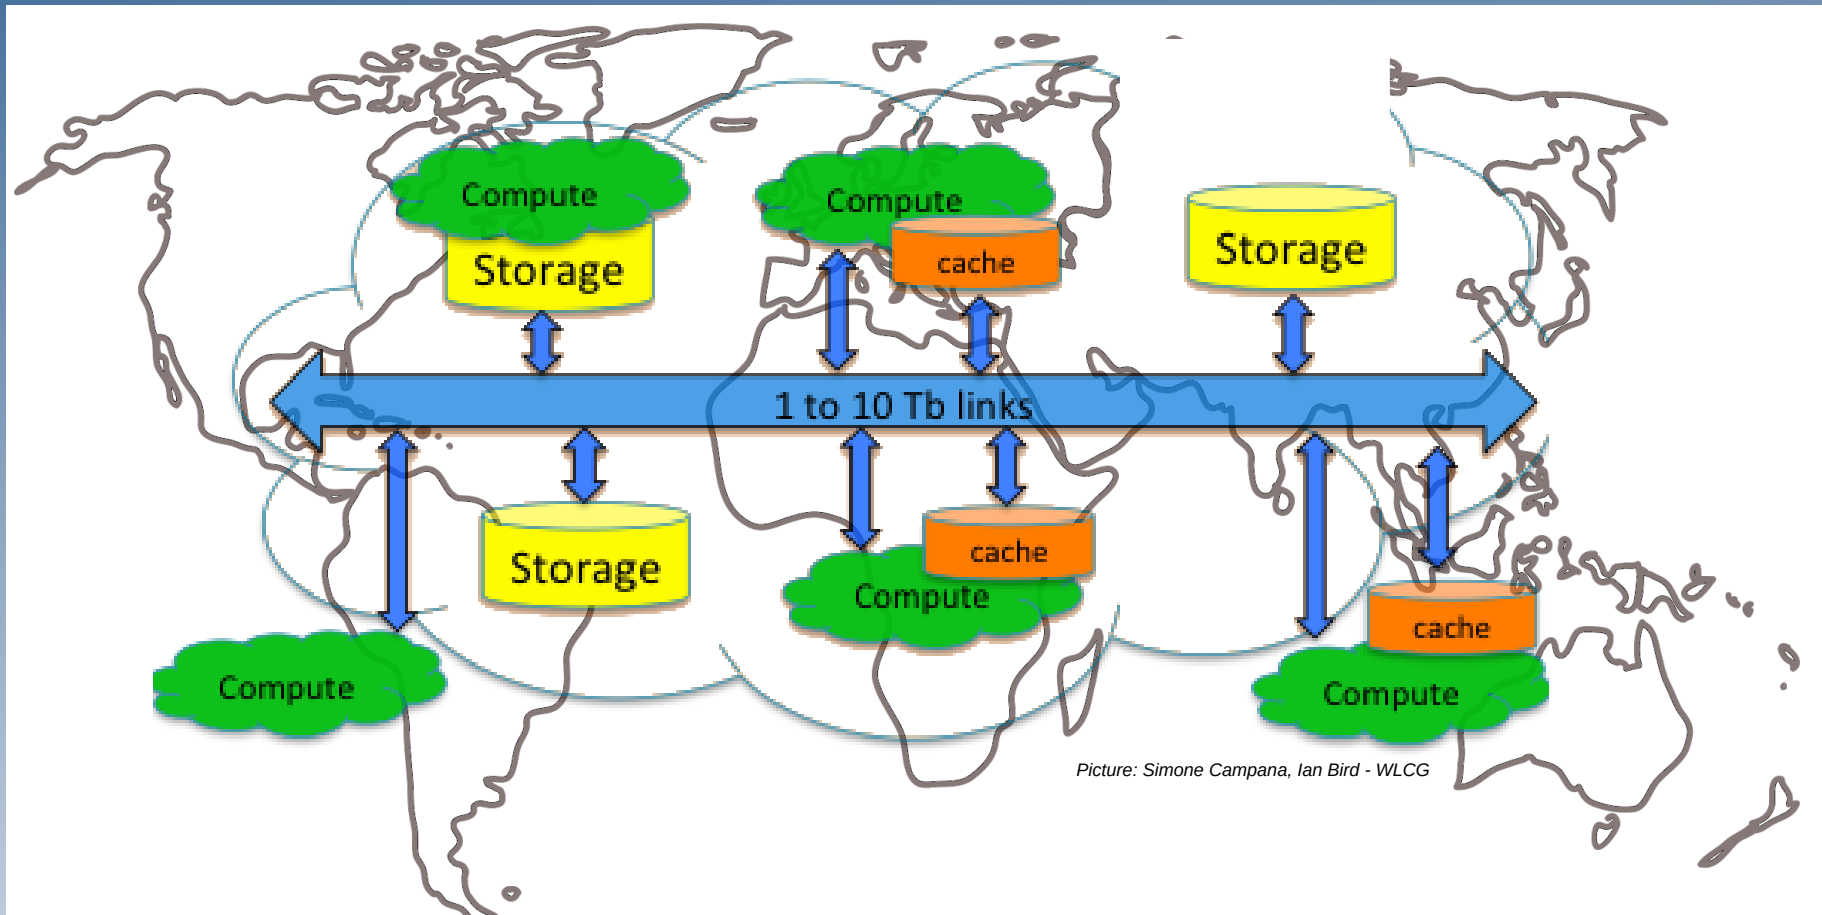 Compute
Storage
Compute
cache
Storage
1 to 10 Tb links
Storage
cache
Compute
cache
Compute
Compute
Picture: Simone Campana, Ian Bird - WLCG